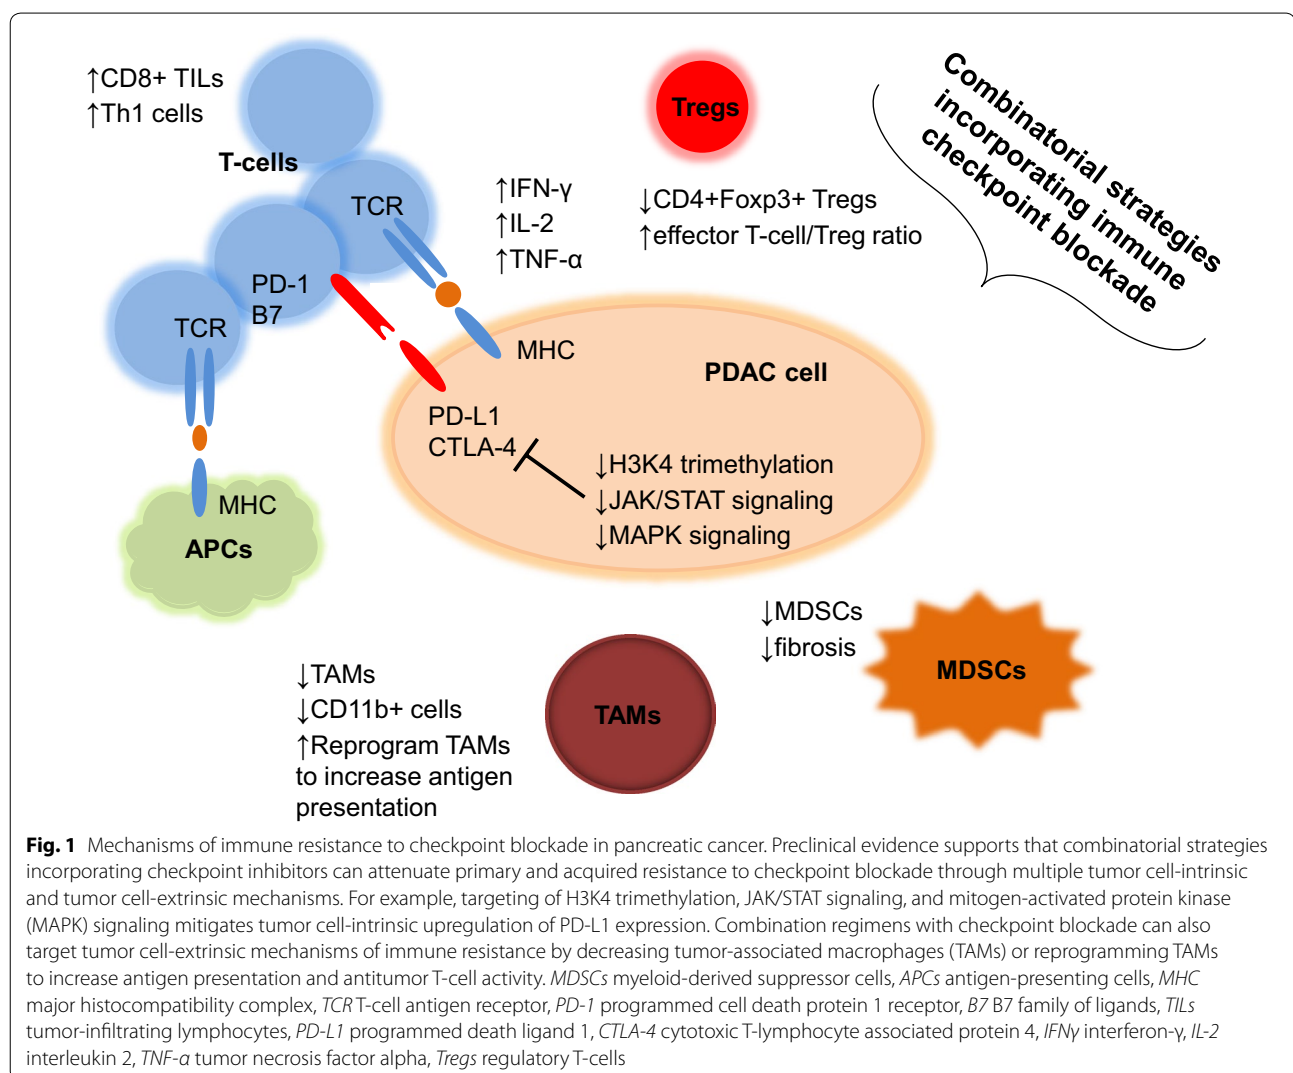 ↑CD8+ TILs
↑Th1 cells
T-cells
TCR
PD-1
B7
TCR
MHC
APCs
↑IFN-γ
↑IL-2
↑TNF-α
Tregs
↓CD4+Foxp3+ Tregs
↑effector T-cell/Treg ratio
Combinatorial strategies
incorporating immune
checkpoint blockade
MHC
PDAC cell
PD-L1
CTLA-4
↓H3K4 trimethylation
↓JAK/STAT signaling
↓MAPK signaling
↓MDSCs
↓fibrosis
MDSCs
↓TAMs
↓CD11b+ cells
↑Reprogram TAMs
to increase antigen
presentation
TAMs
Fig. 1 Mechanisms of immune resistance to checkpoint blockade in pancreatic cancer. Preclinical evidence supports that combinatorial strategies
incorporating checkpoint inhibitors can attenuate primary and acquired resistance to checkpoint blockade through multiple tumor cell-intrinsic
and tumor cell-extrinsic mechanisms. For example, targeting of H3K4 trimethylation, JAK/STAT signaling, and mitogen-activated protein kinase
(MAPK) signaling mitigates tumor cell-intrinsic upregulation of PD-L1 expression. Combination regimens with checkpoint blockade can also
target tumor cell-extrinsic mechanisms of immune resistance by decreasing tumor-associated macrophages (TAMs) or reprogramming TAMs
to increase antigen presentation and antitumor T-cell activity. MDSCs myeloid-derived suppressor cells, APCs antigen-presenting cells, MHC
major histocompatibility complex, TCR T-cell antigen receptor, PD-1 programmed cell death protein 1 receptor, B7 B7 family of ligands, TILs
tumor-infiltrating lymphocytes, PD-L1 programmed death ligand 1, CTLA-4 cytotoxic T-lymphocyte associated protein 4, IFNγ interferon-γ, IL-2
interleukin 2, TNF-α tumor necrosis factor alpha, Tregs regulatory T-cells